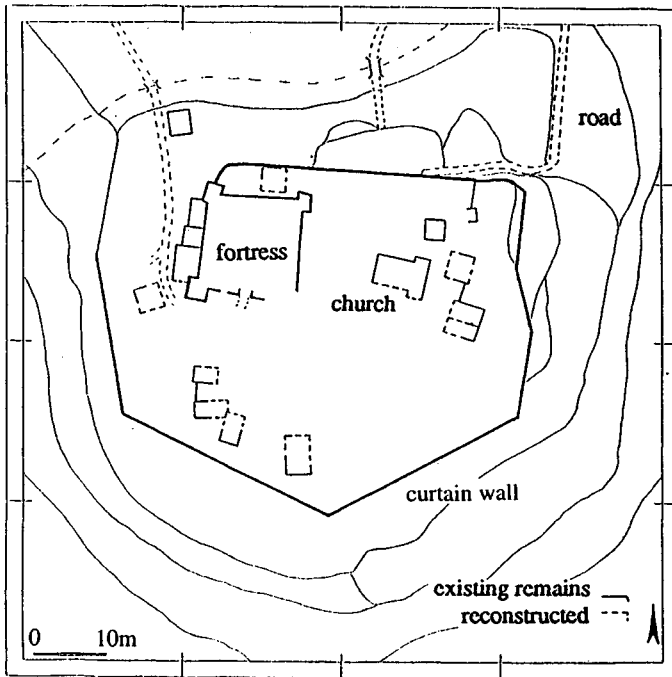 road
fortress
church
curtain wall
existing remains
reconstructed
0 10m